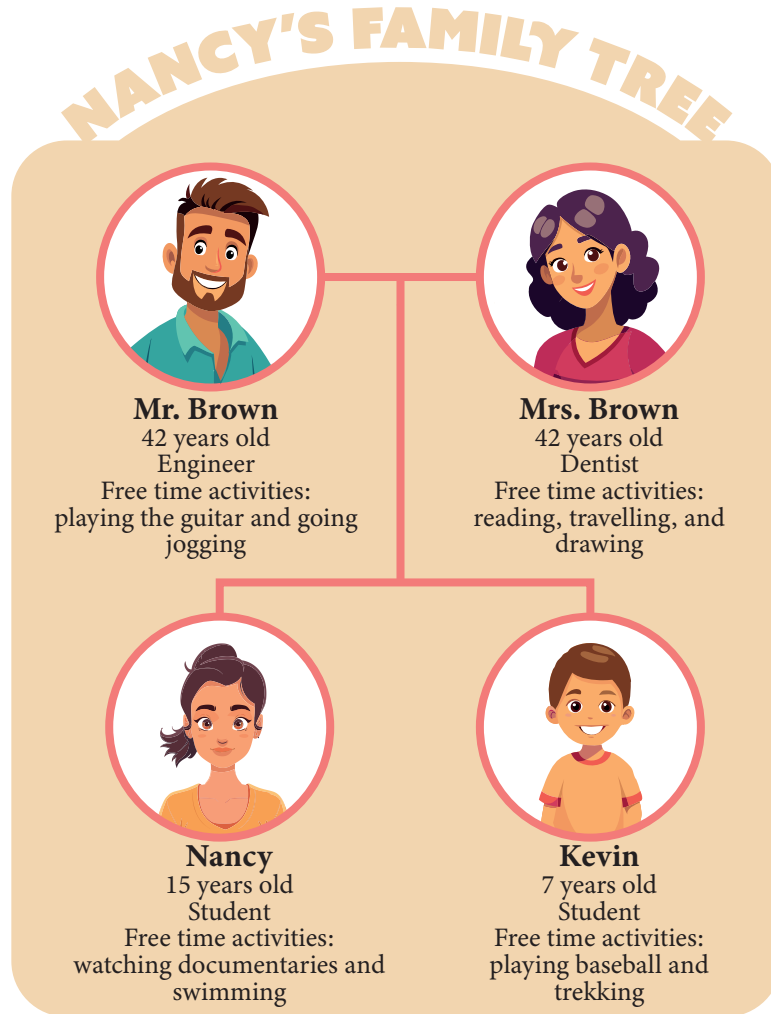 NANCY'S FAMILY TREE
Mr. Brown
42 years old
Engineer
Free time activities:
playing the guitar and going
jogging
Mrs. Brown
42 years old
Dentist
Free time activities:
reading, travelling, and
drawing
Nancy
15 years old
Student
Free time activities:
watching documentaries and
swimming
Kevin
7 years old
Student
Free time activities:
playing baseball and
trekking